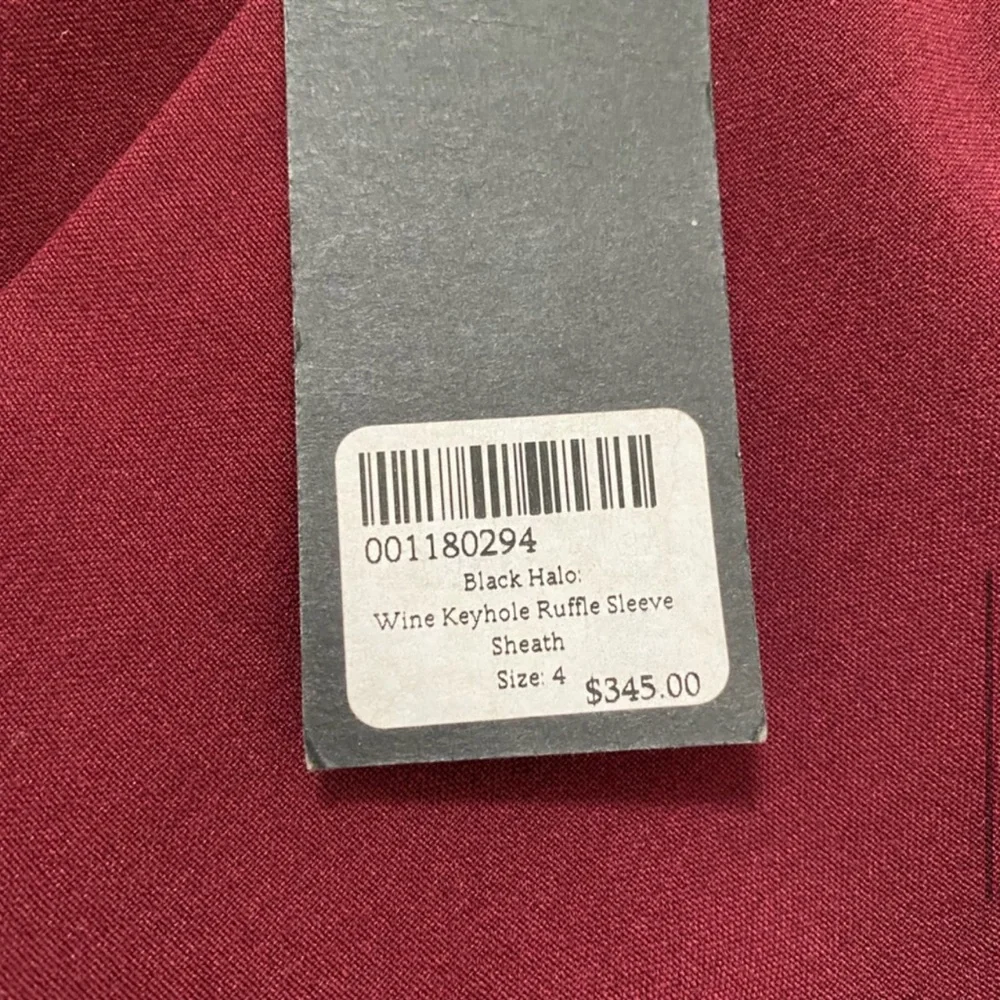 001180294
Black Halo:
Wine Keyhole Ruffle Sleeve
Sheath
Size: 4 $345.00